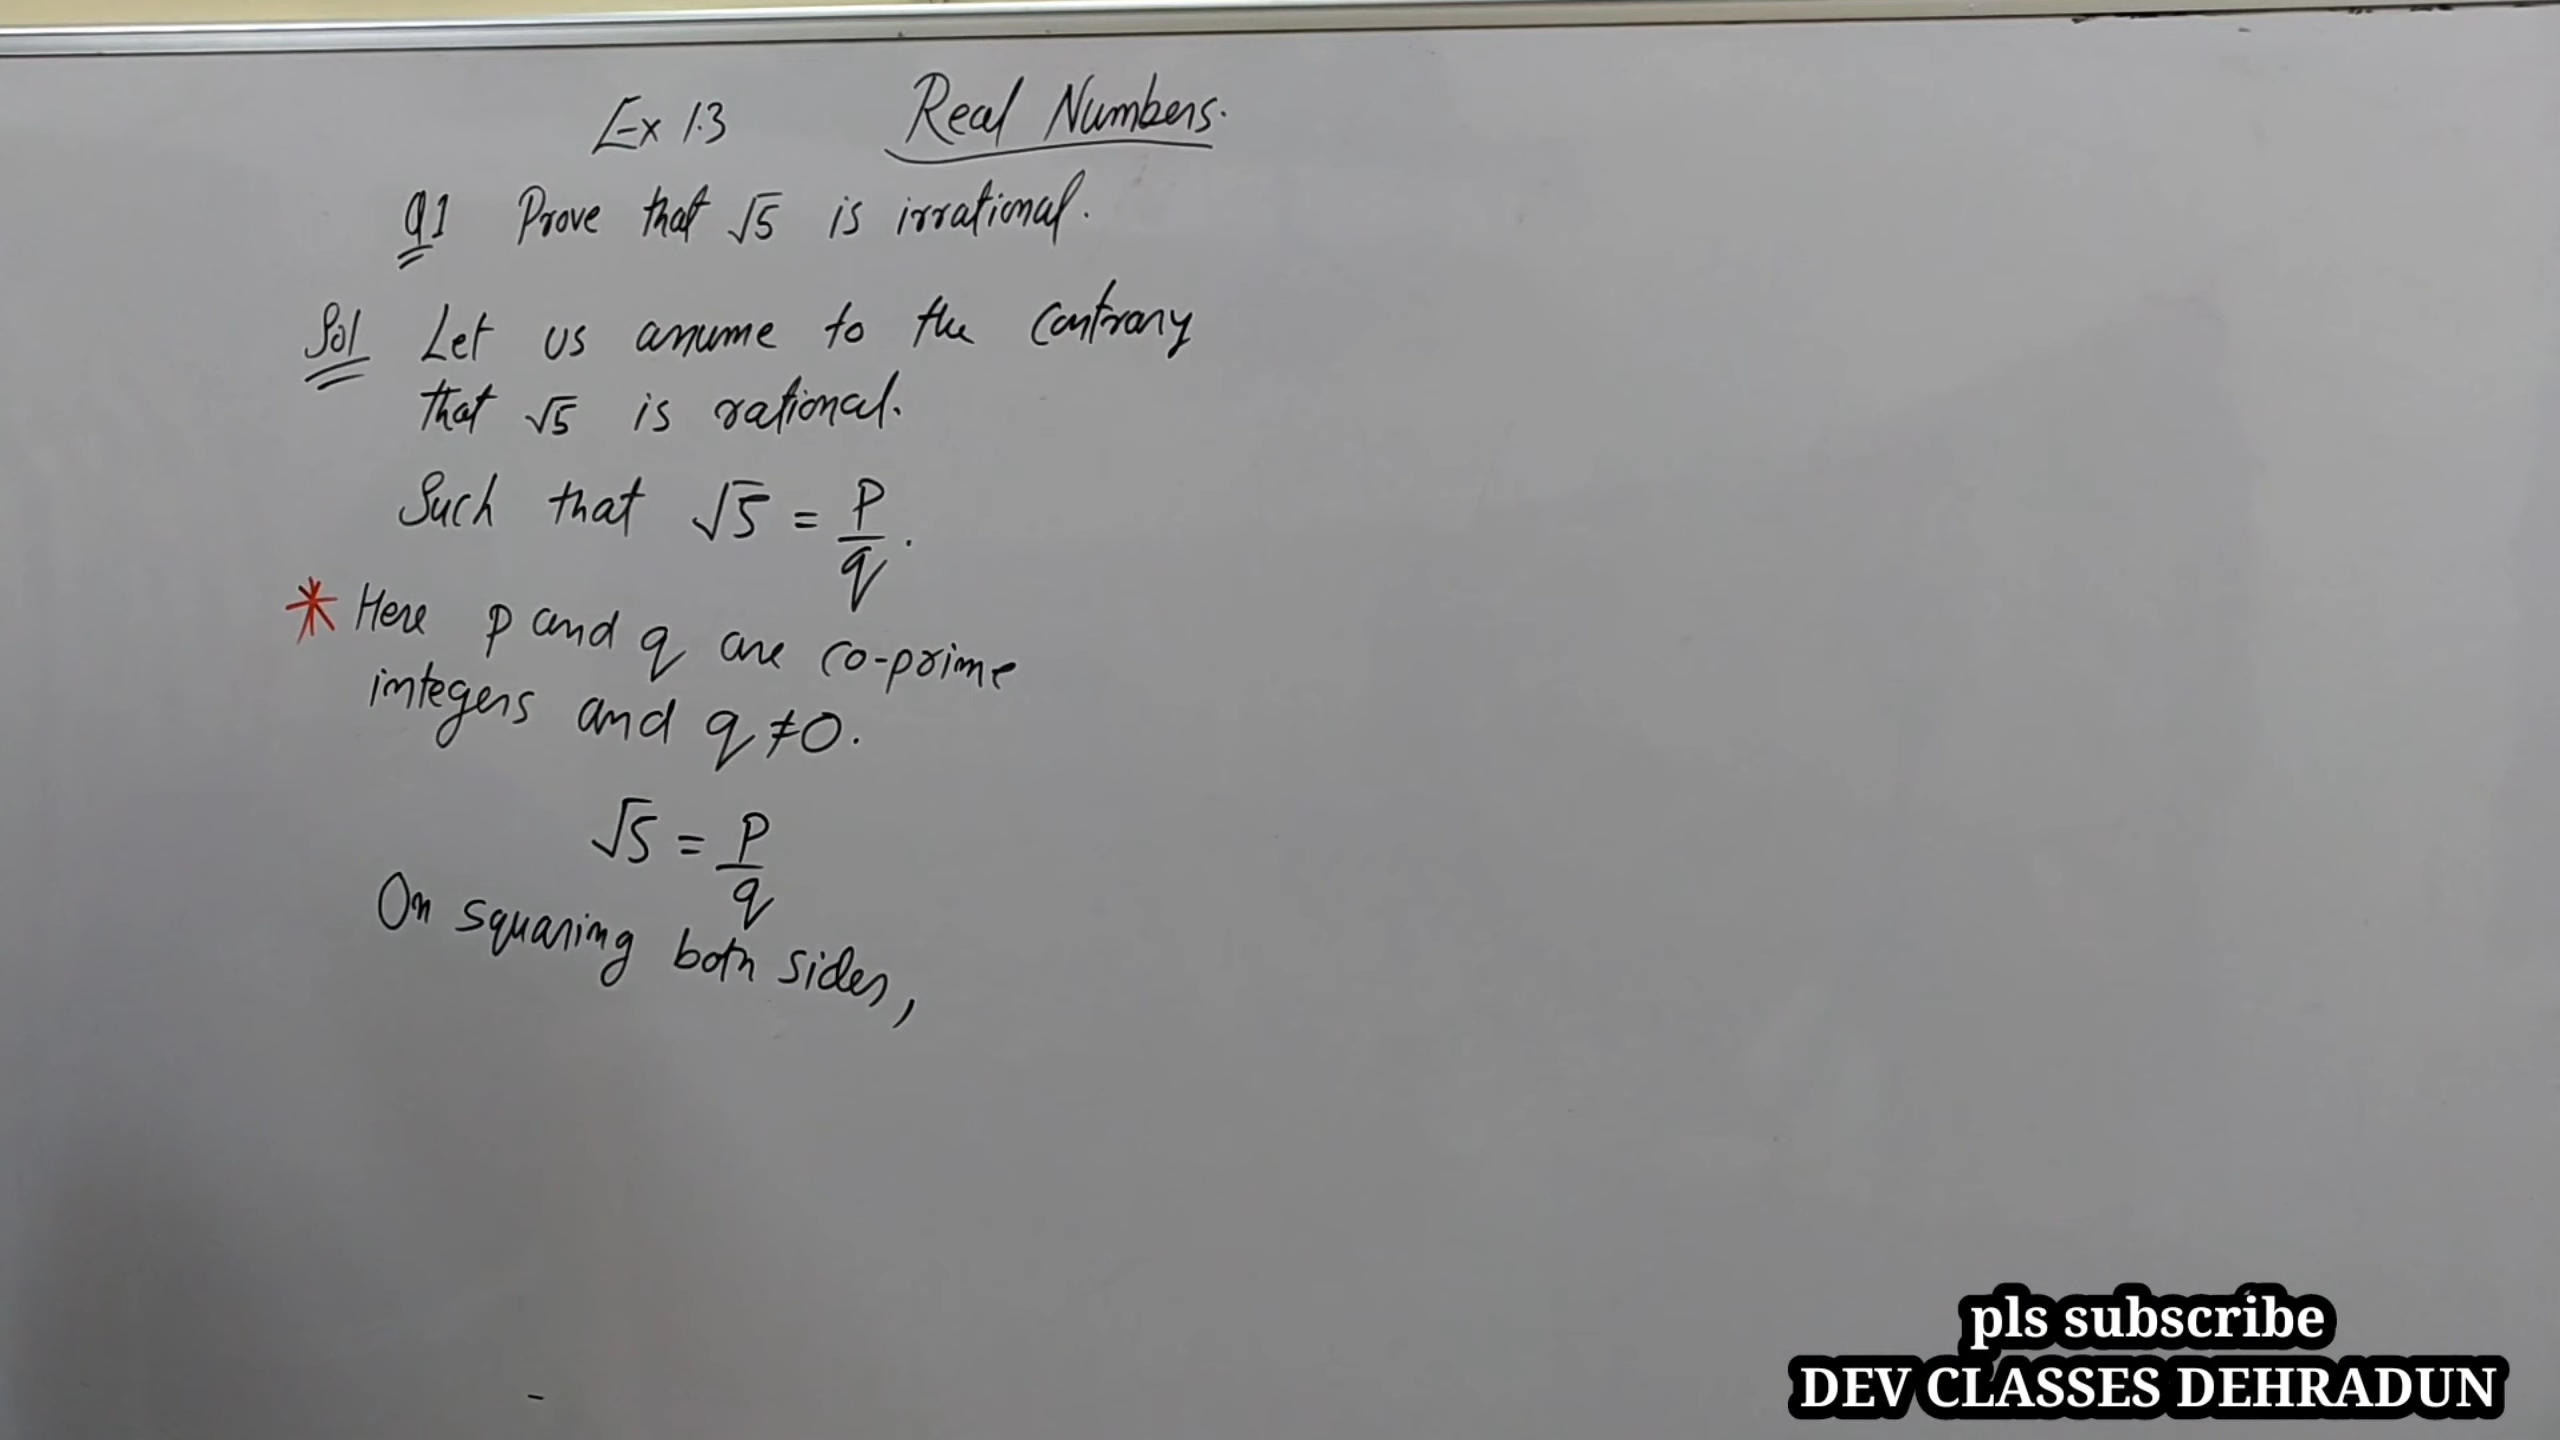 Ex 1.3 Real Numbers.
Q1 Prove that √5 is irrational.
Sol Let us assume to the contrary
that √5 is rational.
Such that √5 = p/q.
* Here p and q are co-prime
integers and q ≠ 0.
√5 = p/q
On squaring both sides,
pls subscribe
DEV CLASSES DEHRADUN